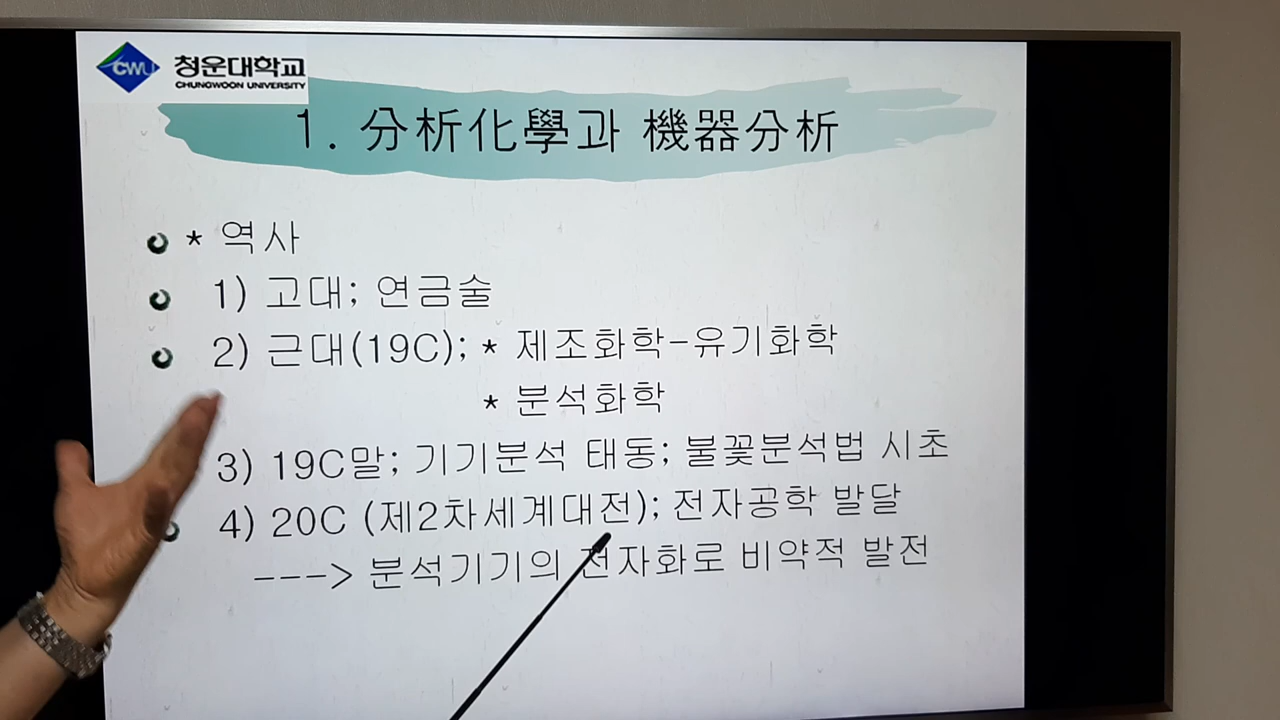 CWU 청운대학교
CHUNGWOON UNIVERSITY
1. 分析化學과 機器分析
* 역사
1) 고대; 연금술
2) 근대(19C); * 제조화학-유기화학
* 분석화학
3) 19C말; 기기분석 태동; 불꽃분석법 시초
4) 20C (제2차세계대전); 전자공학 발달
---> 분석기기의 전자화로 비약적 발전